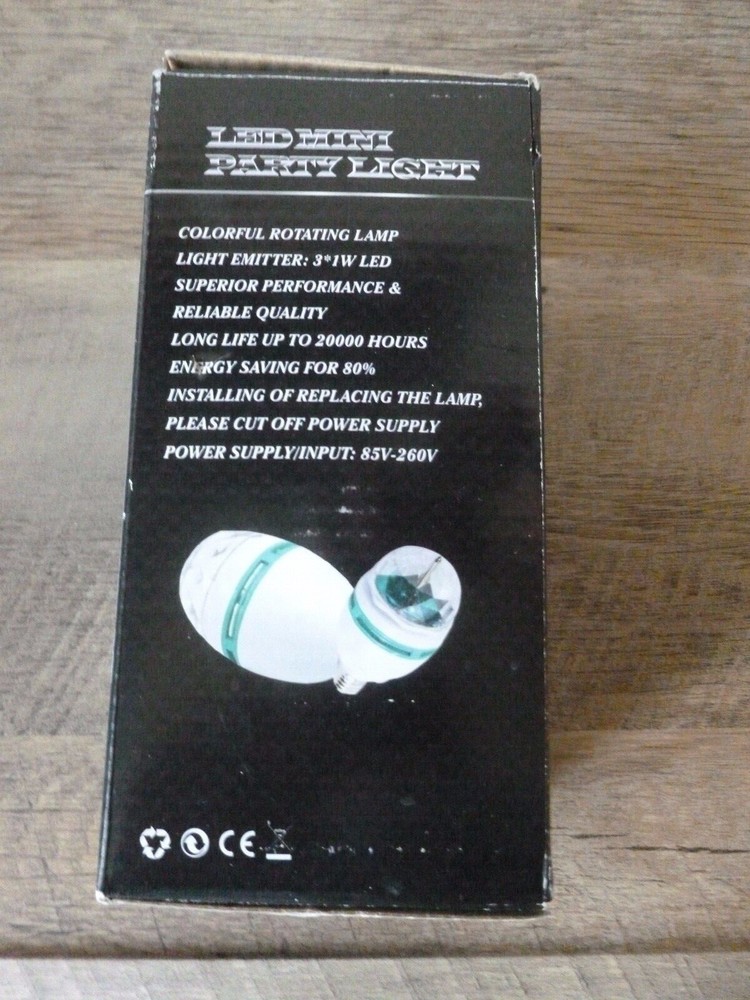 LED MINI
PARTY LIGHT
COLORFUL ROTATING LAMP
LIGHT EMITTER: 3*1W LED
SUPERIOR PERFORMANCE &
RELIABLE QUALITY
LONG LIFE UP TO 20000 HOURS
ENERGY SAVING FOR 80%
INSTALLING OF REPLACING THE LAMP,
PLEASE CUT OFF POWER SUPPLY
POWER SUPPLY/INPUT: 85V-260V
CE